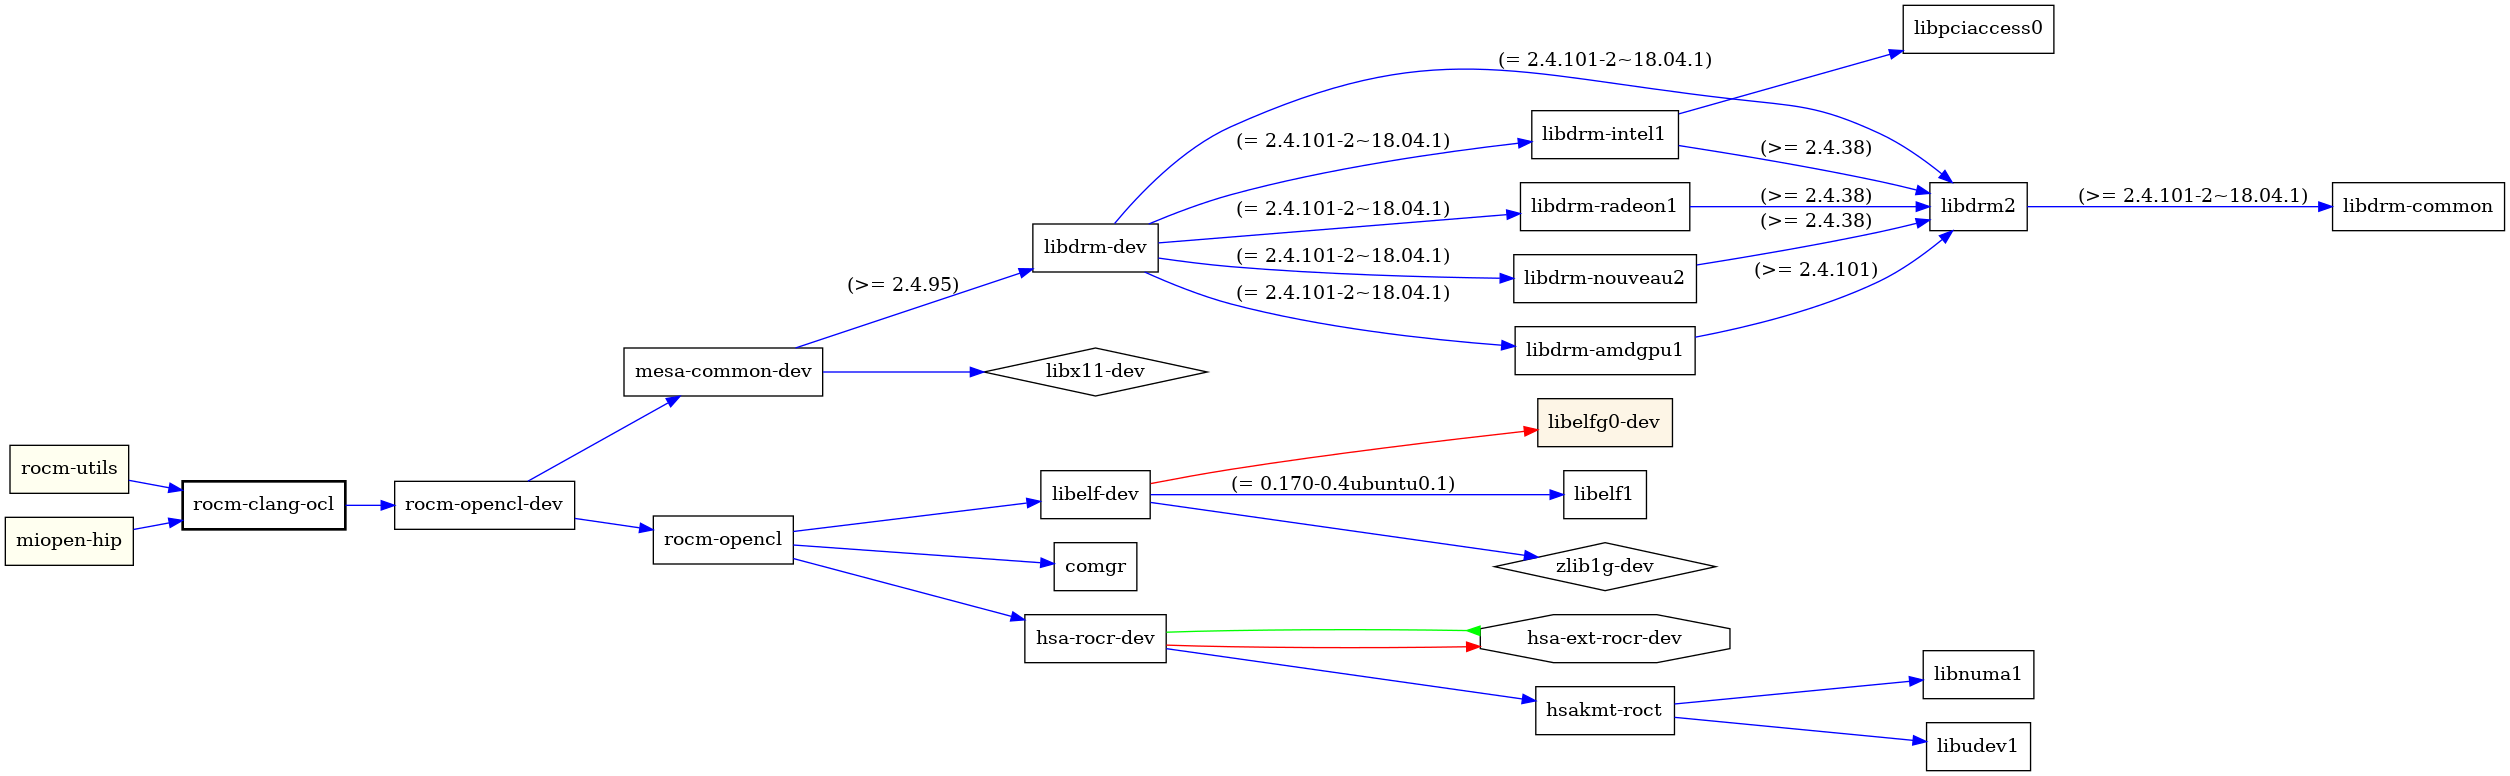 libpciaccess0
(= 2.4.101-2~18.04.1)
libdrm-intel1
(= 2.4.101-2~18.04.1)
(>= 2.4.38)
(>= 2.4.38)
(>= 2.4.101-2~18.04.1)
libdrm-radeon1
libdrm2
libdrm-common
(= 2.4.101-2~18.04.1)
(>= 2.4.38)
libdrm-dev
(= 2.4.101-2~18.04.1)
(>= 2.4.101)
libdrm-nouveau2
(>= 2.4.95)
(= 2.4.101-2~18.04.1)
libdrm-amdgpu1
mesa-common-dev
libx11-dev
libelfg0-dev
rocm-utils
(= 0.170-0.4ubuntu0.1)
libelf-dev
libelf1
rocm-clang-ocl
rocm-opencl-dev
miopen-hip
rocm-opencl
comgr
zlib1g-dev
hsa-rocr-dev
hsa-ext-rocr-dev
libnuma1
hsakmt-roct
libudev1